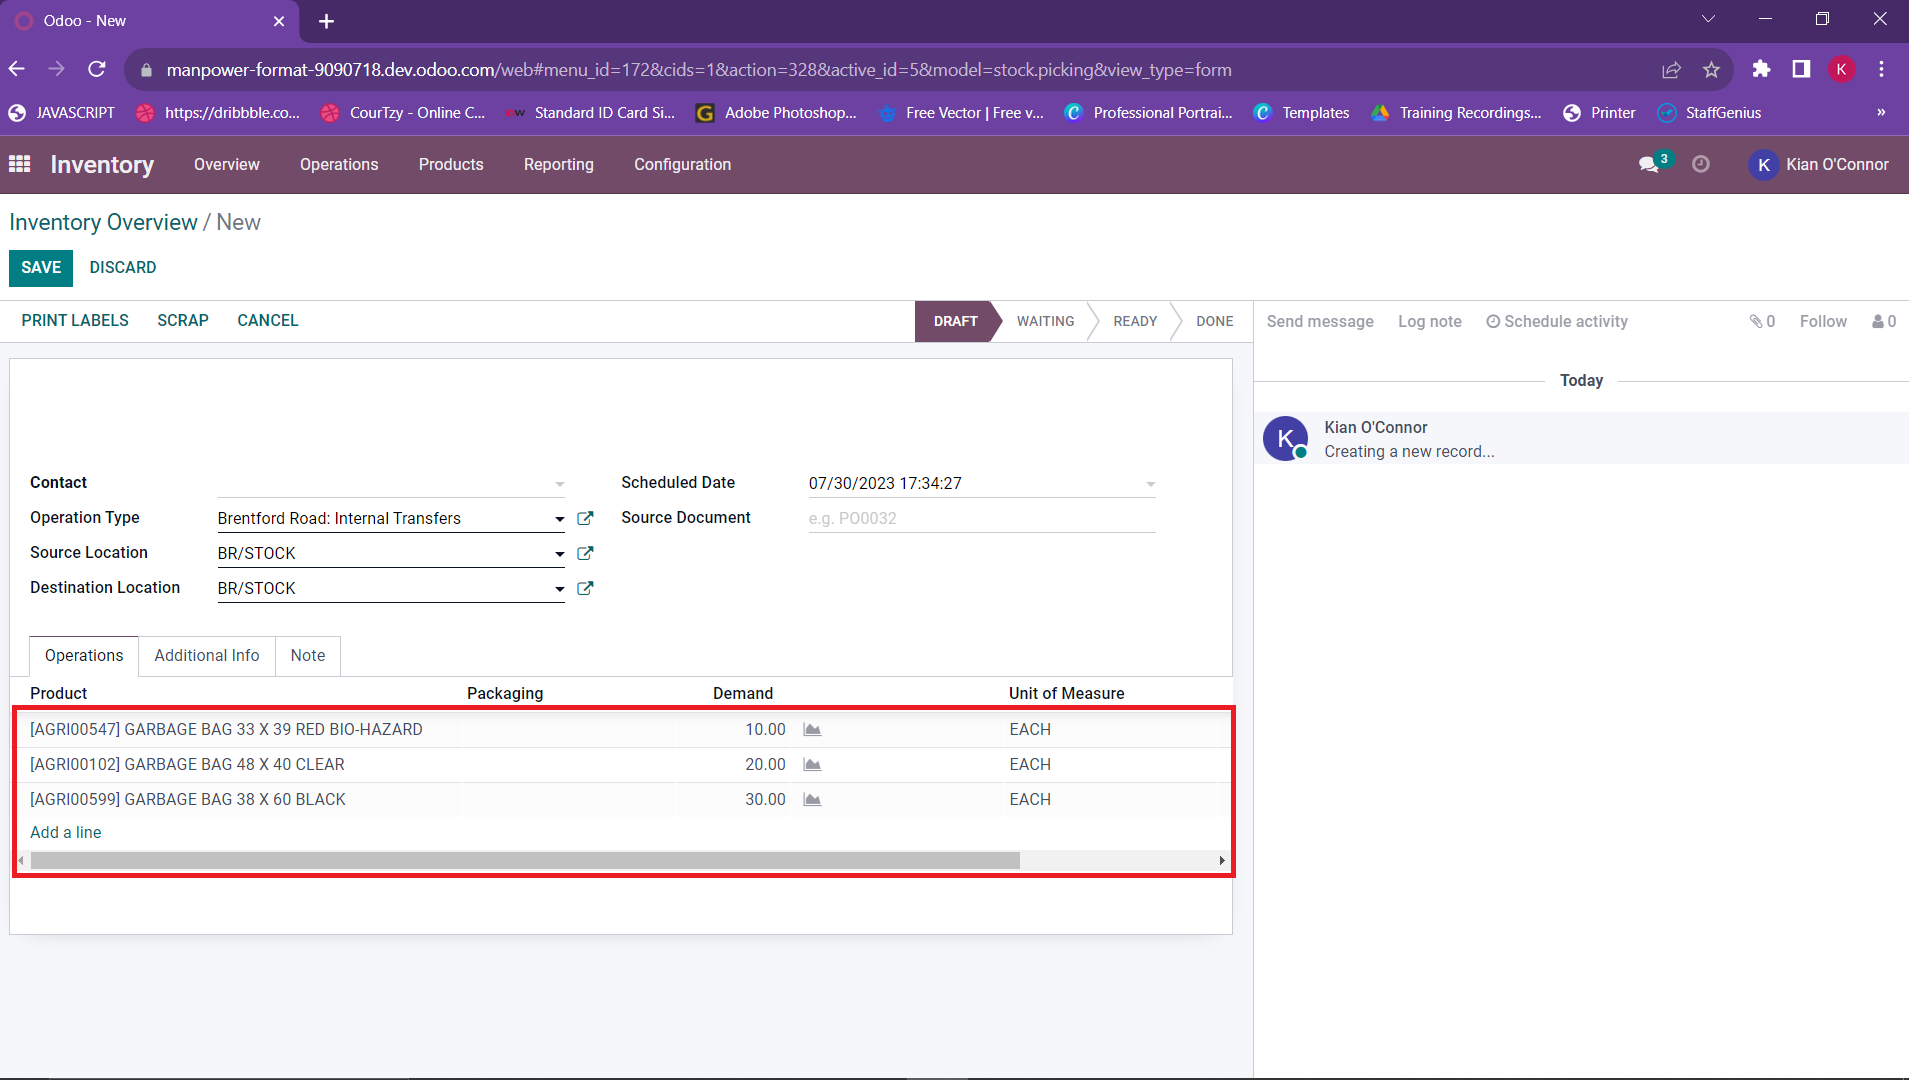 Odoo - New
manpower-format-9090718.dev.odoo.com/web#menu_id=172&cids=1&action=328&active_id=5&model=stock.picking&view_type=form
K
JAVASCRIPT https://dribbble.co... CourTzy - Online C... Standard ID Card Si... Adobe Photoshop... Free Vector | Free v... Professional Portrai... Templates Training Recordings... Printer StaffGenius »
Inventory Overview Operations Products Reporting Configuration 3 K Kian O'Connor
Inventory Overview / New
SAVE DISCARD
PRINT LABELS SCRAP CANCEL DRAFT WAITING READY DONE Send message Log note Schedule activity 0 Follow 0
Today
K Kian O'Connor
Creating a new record...
Contact Scheduled Date 07/30/2023 17:34:27
Operation Type Brentford Road: Internal Transfers Source Document e.g. PO0032
Source Location BR/STOCK
Destination Location BR/STOCK
Operations Additional Info Note
Product Packaging Demand Unit of Measure
[AGRI00547] GARBAGE BAG 33 X 39 RED BIO-HAZARD 10.00 EACH
[AGRI00102] GARBAGE BAG 48 X 40 CLEAR 20.00 EACH
[AGRI00599] GARBAGE BAG 38 X 60 BLACK 30.00 EACH
Add a line